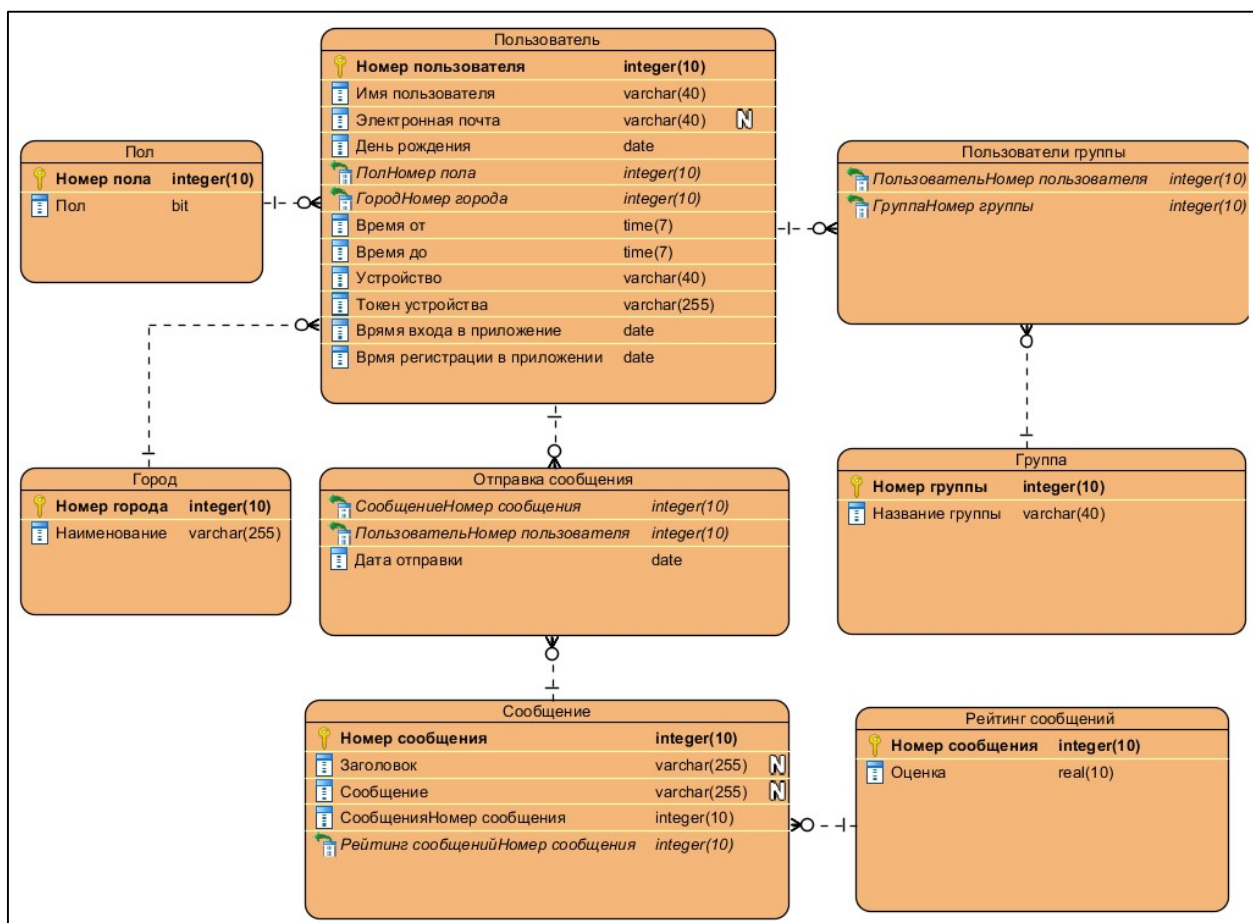 Пользователь
Номер пользователя integer(10)
Имя пользователя varchar(40)
Электронная почта varchar(40) N
День рождения date
ПолНомер пола integer(10)
ГородНомер города integer(10)
Время от time(7)
Время до time(7)
Устройство varchar(40)
Токен устройства varchar(255)
Врямя входа в приложение date
Врмя регистрации в приложении date
Пол
Номер пола integer(10)
Пол bit
Пользователи группы
ПользовательНомер пользователя integer(10)
ГруппаНомер группы integer(10)
Город
Номер города integer(10)
Наименование varchar(255)
Отправка сообщения
СообщениеНомер сообщения integer(10)
ПользовательНомер пользователя integer(10)
Дата отправки date
Группа
Номер группы integer(10)
Название группы varchar(40)
Сообщение
Номер сообщения integer(10)
Заголовок varchar(255) N
Сообщение varchar(255) N
СообщенияНомер сообщения integer(10)
Рейтинг сообщенийНомер сообщения integer(10)
Рейтинг сообщений
Номер сообщения integer(10)
Оценка real(10)